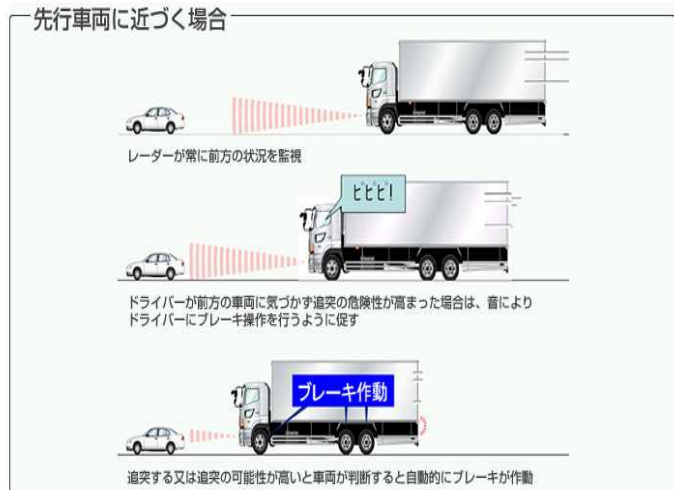 先行車両に近づく場合
レーダーが常に前方の状況を監視
ピピピ!
ドライバーが前方の車両に気づかず追突の危険性が高まった場合は、音により
ドライバーにブレーキ操作を行うように促す
ブレーキ作動
追突する又は追突の可能性が高いと車両が判断すると自動的にブレーキが作動